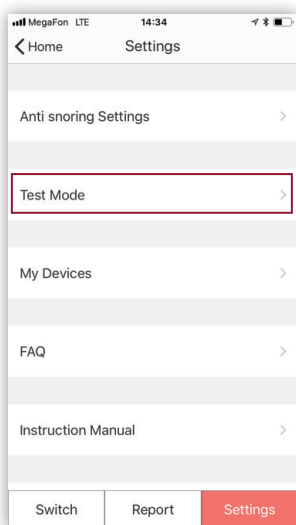 MegaFon LTE 14:34
Home Settings
Anti snoring Settings
Test Mode
My Devices
FAQ
Instruction Manual
Switch Report Settings